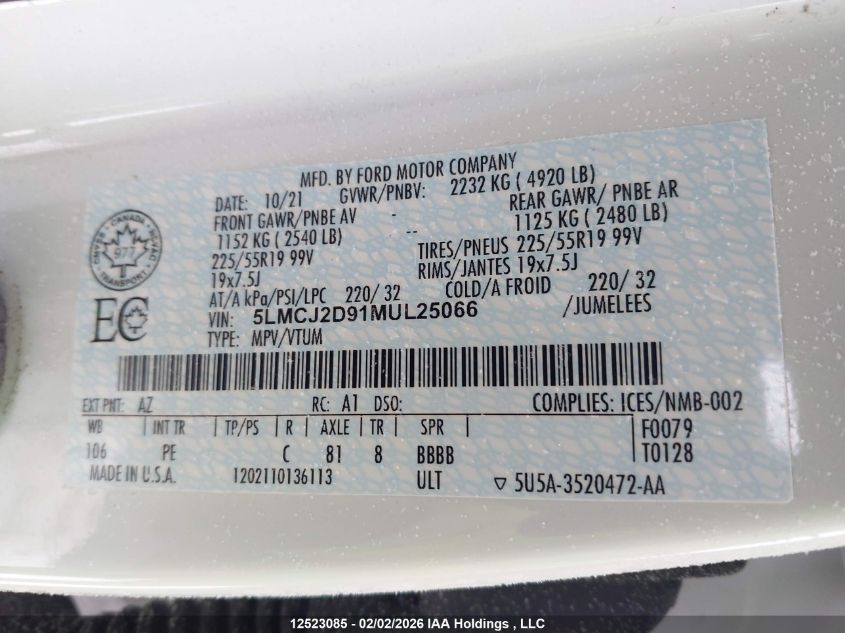 MFD. BY FORD MOTOR COMPANY
DATE: 10/21 GVWR/PNBV: 2232 KG ( 4920 LB)
FRONT GAWR/PNBE AV - REAR GAWR/ PNBE AR
1152 KG ( 2540 LB) -- 1125 KG ( 2480 LB)
225/55R19 99V TIRES/PNEUS 225/55R19 99V
19x7.5J RIMS/JANTES 19x7.5J
AT/A kPa/PSI/LPC 220/ 32 COLD/A FROID 220/ 32
VIN: 5LMCJ2D91MUL25066 /JUMELEES
TYPE: MPV/VTUM
CANADA
977
TRANSPORT
EC
EXT PNT: AZ RC: A1 DSO: COMPLIES: ICES/NMB-002
WB INT TR TP/PS R AXLE TR SPR F0079
106 PE C 81 8 BBBB T0128
MADE IN U.S.A. 1202110136113 ULT ▽ 5U5A-3520472-AA
12523085 - 02/02/2026 IAA Holdings , LLC